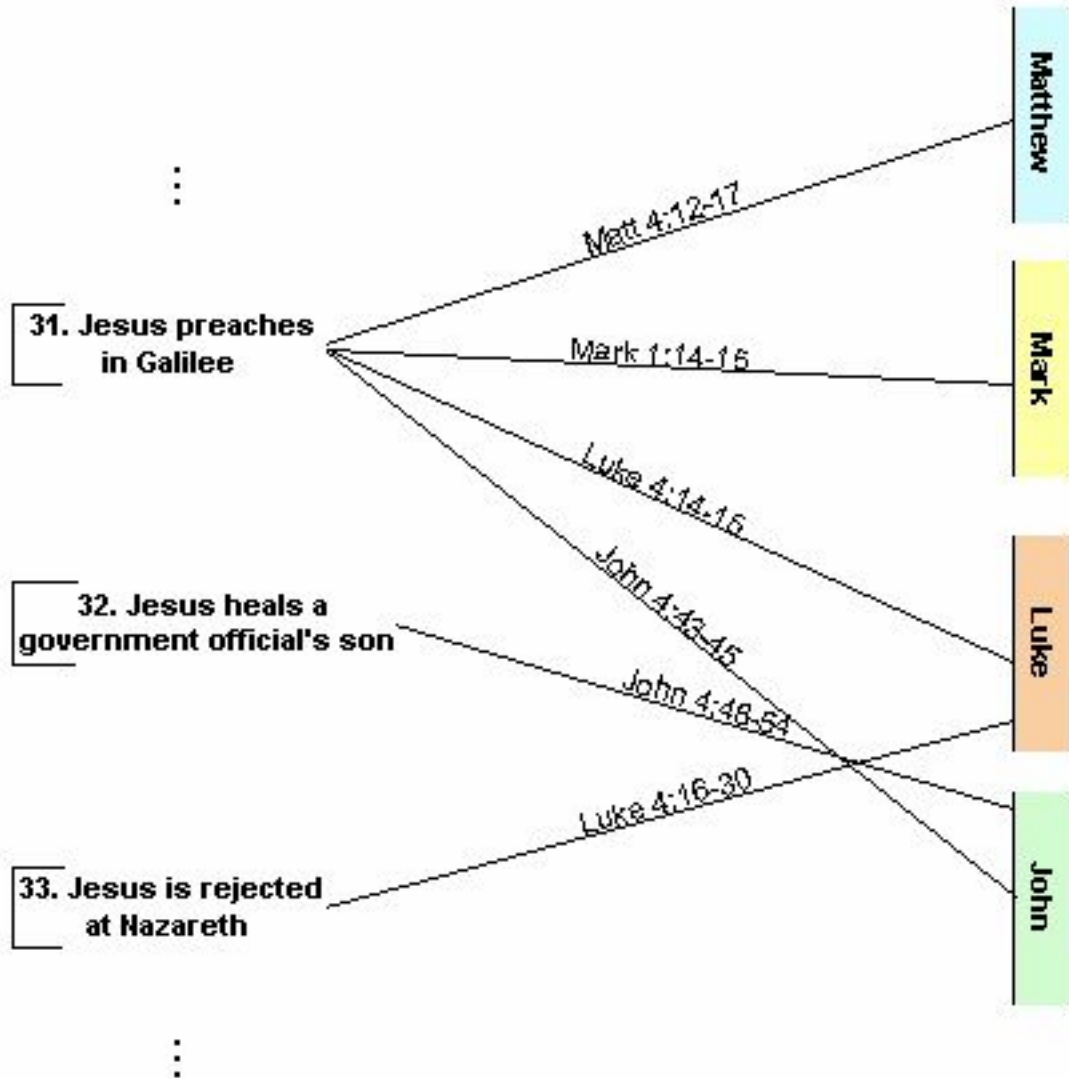 ⋮
31. Jesus preaches
in Galilee
32. Jesus heals a
government official's son
33. Jesus is rejected
at Nazareth
⋮
Matt 4:12-17
Mark 1:14-15
Luke 4:14-15
John 4:43-45
John 4:46-54
Luke 4:16-30
Matthew
Mark
Luke
John